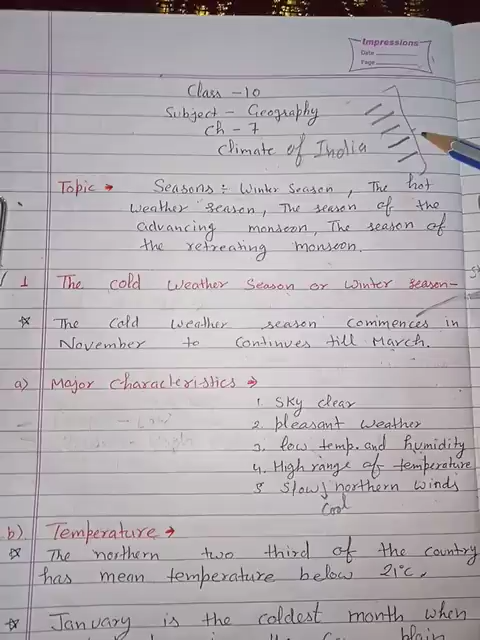 Impressions
Date
Page
Class - 10
Subject - Geography
Ch - 7
Climate of India
Topic → Seasons : Winter Season, The hot
weather season, The season of the
advancing monsoon, The season of
the retreating monsoon.
1 The cold weather season or winter season-
☆ The cold weather season commences in
November to continues till March.
a) Major Characteristics →
1. Sky clear
2. pleasant weather
3. low temp. and humidity
4. High range of temperature
5 Slow, northern winds
Cool
b) Temperature →
☆ The northern two third of the country
has mean temperature below 21°C.
☆ January is the coldest month when
plain